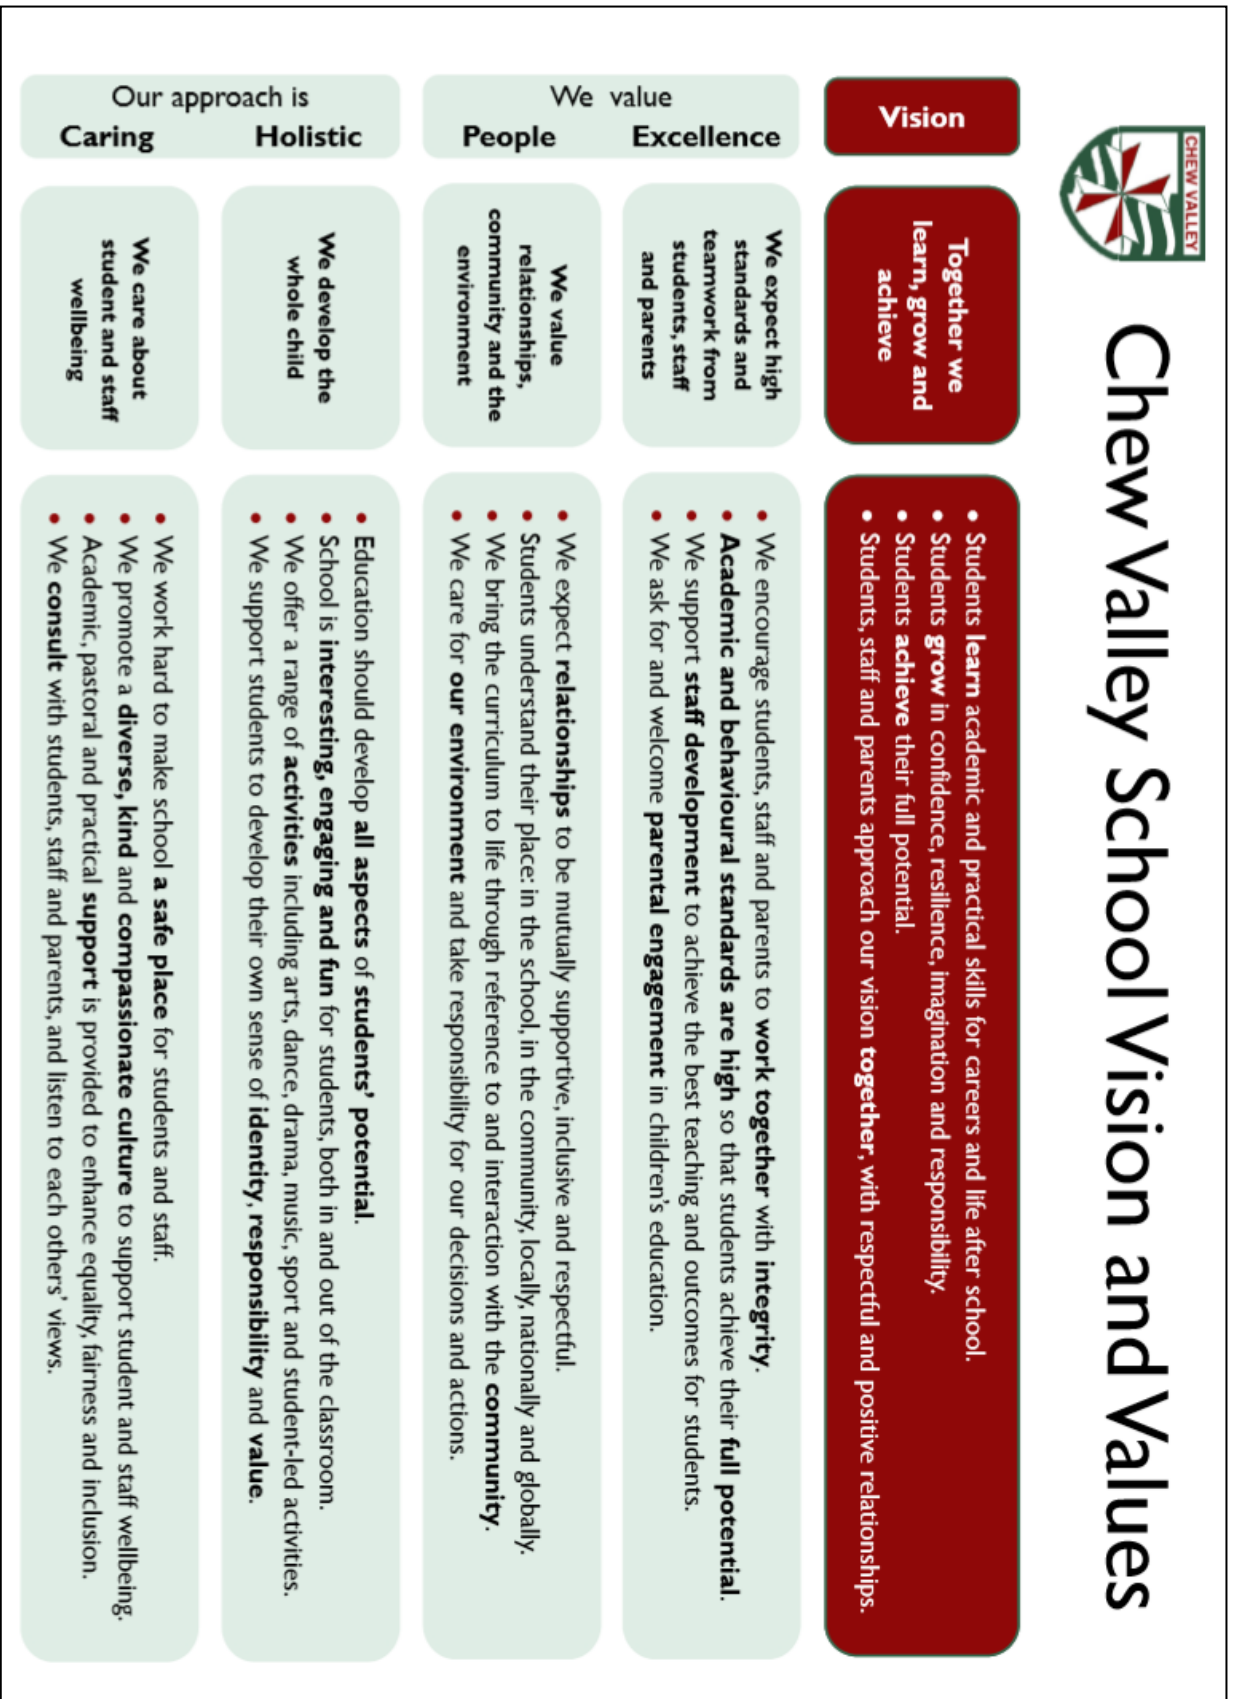 CHEW VALLEY
Chew Valley School Vision and Values
Vision
Together we
learn, grow and
achieve
• Students learn academic and practical skills for careers and life after school.
• Students grow in confidence, resilience, imagination and responsibility.
• Students achieve their full potential.
• Students, staff and parents approach our vision together, with respectful and positive relationships.
We value
Excellence
We expect high
standards and
teamwork from
students, staff
and parents
• We encourage students, staff and parents to work together with integrity.
• Academic and behavioural standards are high so that students achieve their full potential.
• We support staff development to achieve the best teaching and outcomes for students.
• We ask for and welcome parental engagement in children's education.
People
We value
relationships,
community and the
environment
• We expect relationships to be mutually supportive, inclusive and respectful.
• Students understand their place: in the school, in the community, locally, nationally and globally.
• We bring the curriculum to life through reference to and interaction with the community.
• We care for our environment and take responsibility for our decisions and actions.
Our approach is
Holistic
We develop the
whole child
• Education should develop all aspects of students' potential.
• School is interesting, engaging and fun for students, both in and out of the classroom.
• We offer a range of activities including arts, dance, drama, music, sport and student-led activities.
• We support students to develop their own sense of identity, responsibility and value.
Caring
We care about
student and staff
wellbeing
• We work hard to make school a safe place for students and staff.
• We promote a diverse, kind and compassionate culture to support student and staff wellbeing.
• Academic, pastoral and practical support is provided to enhance equality, fairness and inclusion.
• We consult with students, staff and parents, and listen to each others' views.